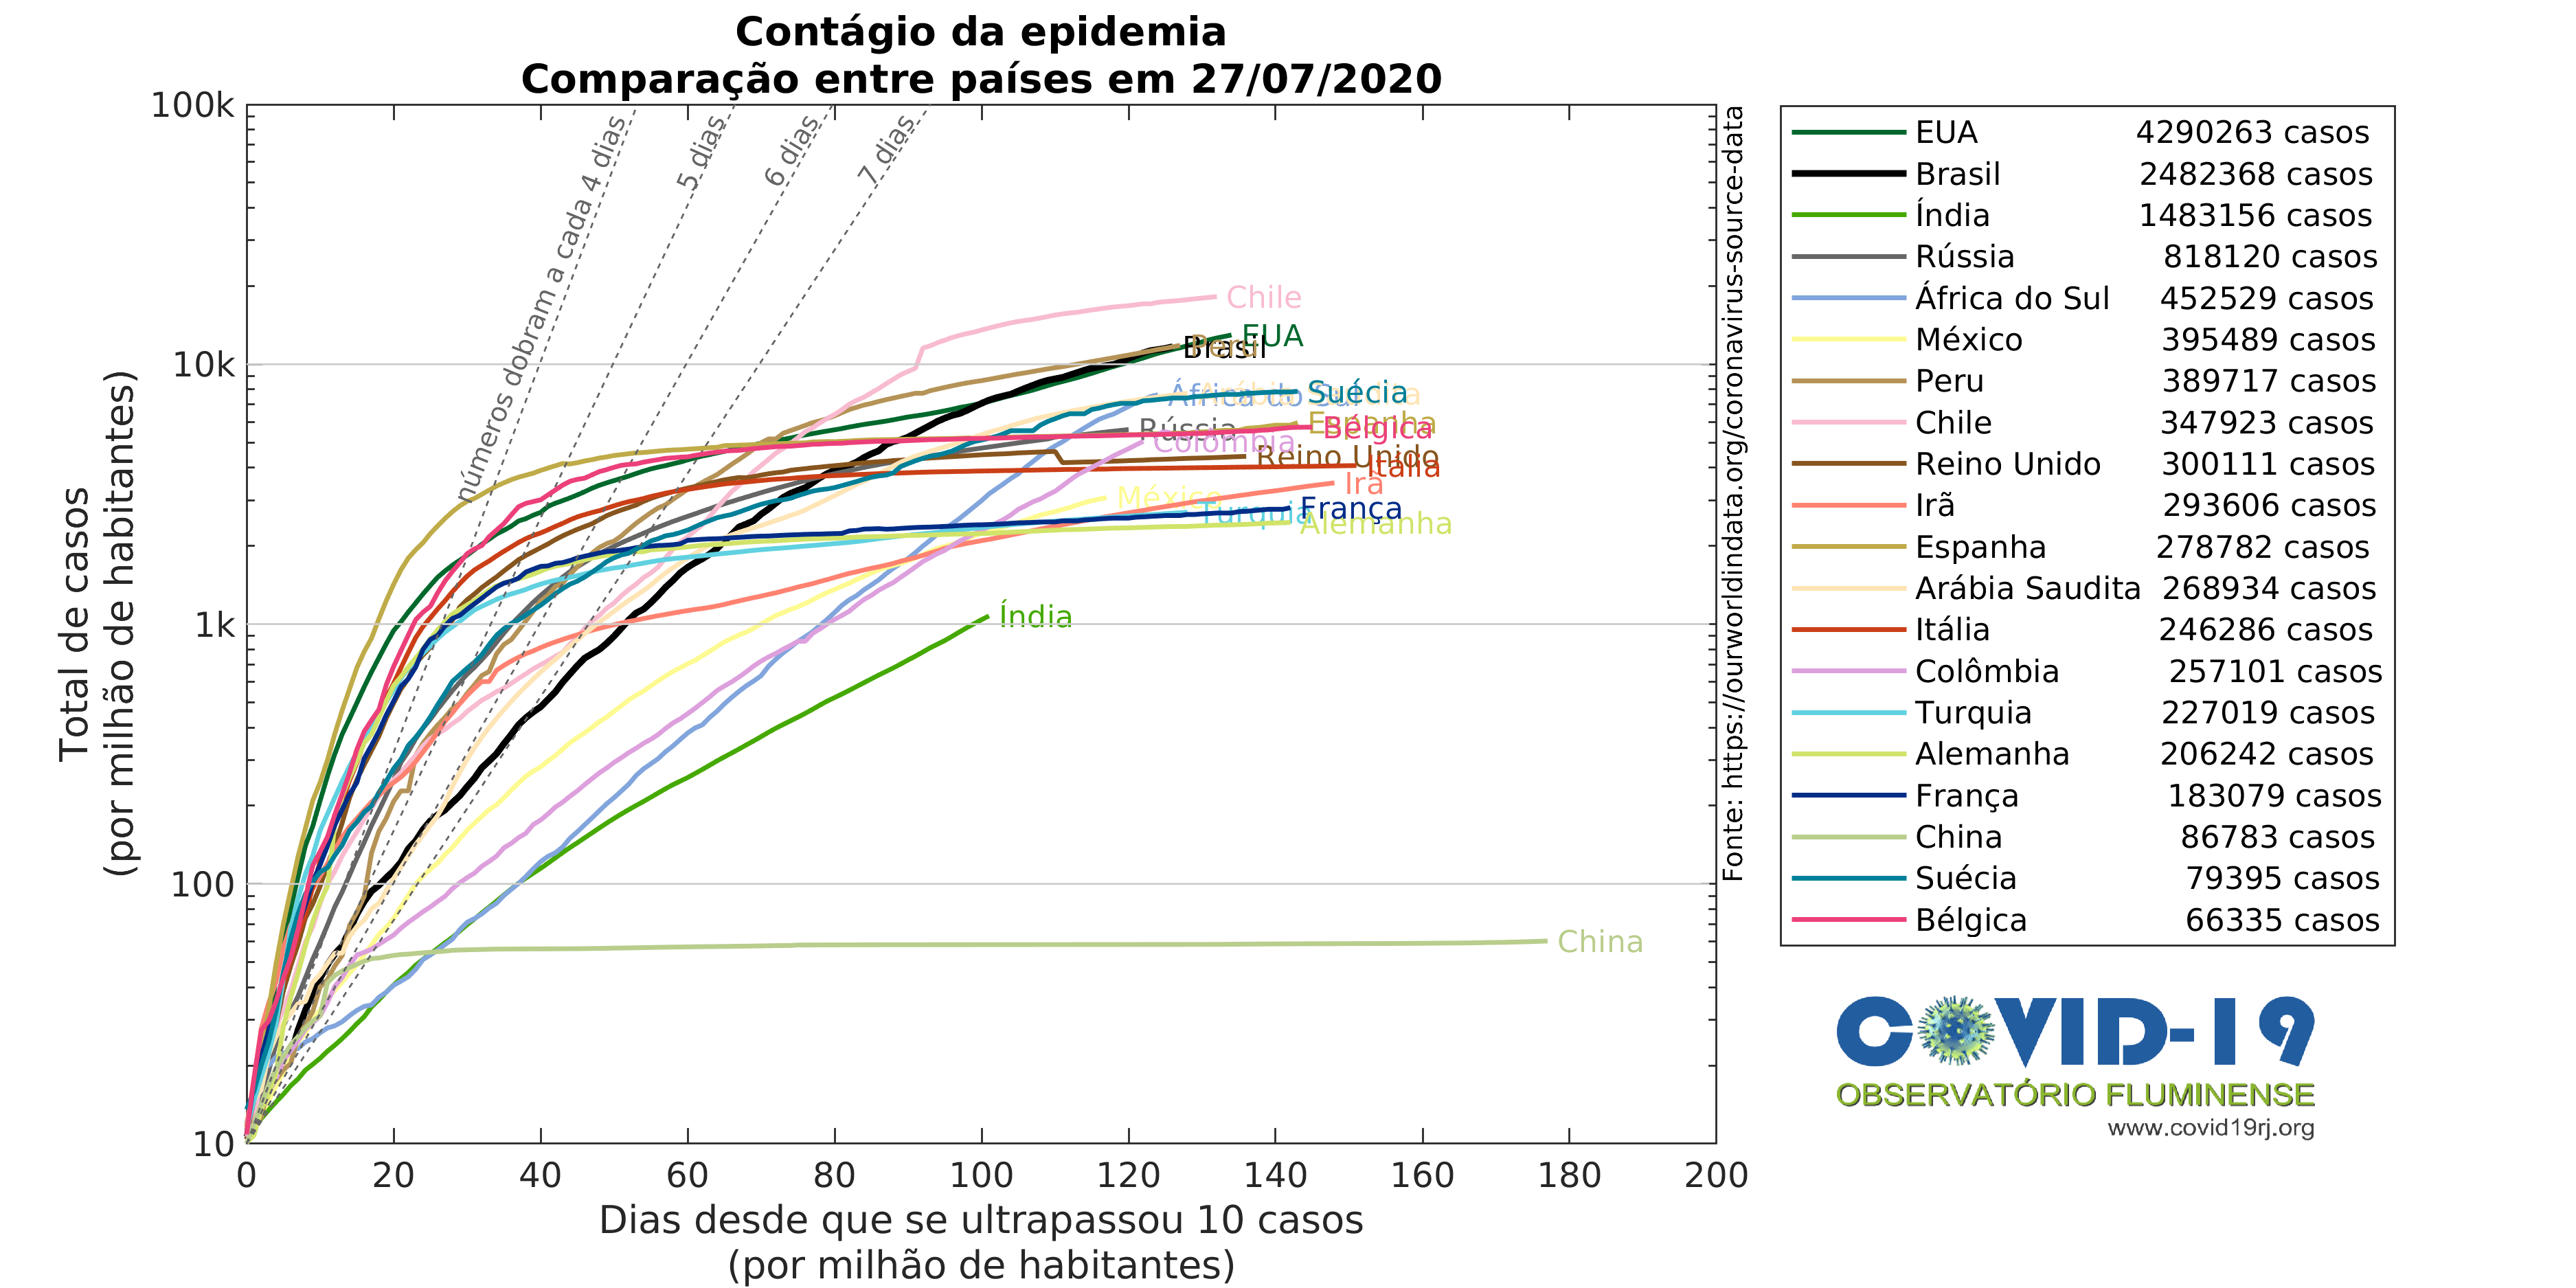 Contágio da epidemia
Comparação entre países em 27/07/2020
Total de casos
(por milhão de habitantes)
100k
10k
1k
100
10
0 20 40 60 80 100 120 140 160 180 200
Dias desde que se ultrapassou 10 casos
(por milhão de habitantes)
números dobram a cada 4 dias
5 dias
6 dias
7 dias
Chile
EUA
Brasil
Peru
África do Sul
Arábia Saudita
Suécia
Rússia
Espanha
Bélgica
Colômbia
Reino Unido
Itália
Irã
México
Turquia
França
Alemanha
Índia
China
Fonte: https://ourworldindata.org/coronavirus-source-data
EUA 4290263 casos
Brasil 2482368 casos
Índia 1483156 casos
Rússia 818120 casos
África do Sul 452529 casos
México 395489 casos
Peru 389717 casos
Chile 347923 casos
Reino Unido 300111 casos
Irã 293606 casos
Espanha 278782 casos
Arábia Saudita 268934 casos
Itália 246286 casos
Colômbia 257101 casos
Turquia 227019 casos
Alemanha 206242 casos
França 183079 casos
China 86783 casos
Suécia 79395 casos
Bélgica 66335 casos
COVID-19
OBSERVATÓRIO FLUMINENSE
www.covid19rj.org